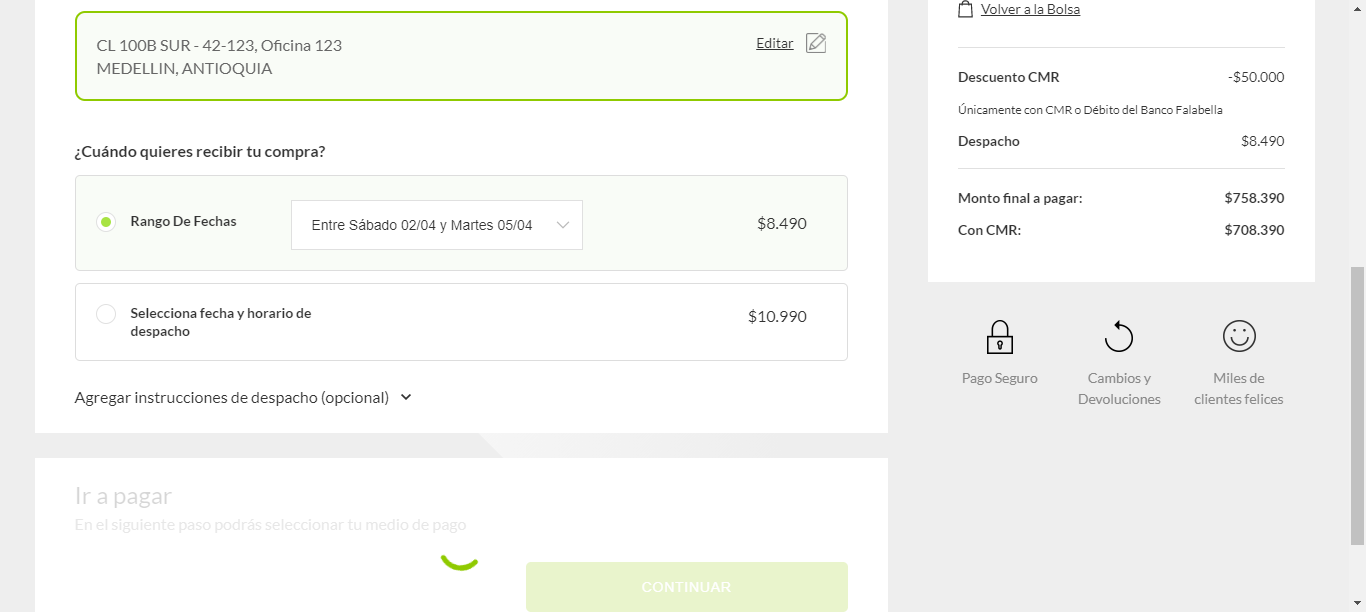 CL 100B SUR - 42-123, Oficina 123
MEDELLIN, ANTIOQUIA
Editar
¿Cuándo quieres recibir tu compra?
Rango De Fechas
Entre Sábado 02/04 y Martes 05/04
$8.490
Selecciona fecha y horario de
despacho
$10.990
Agregar instrucciones de despacho (opcional)
Ir a pagar
En el siguiente paso podrás seleccionar tu medio de pago
CONTINUAR
Volver a la Bolsa
Descuento CMR -$50.000
Únicamente con CMR o Débito del Banco Falabella
Despacho $8.490
Monto final a pagar: $758.390
Con CMR: $708.390
Pago Seguro
Cambios y
Devoluciones
Miles de
clientes felices